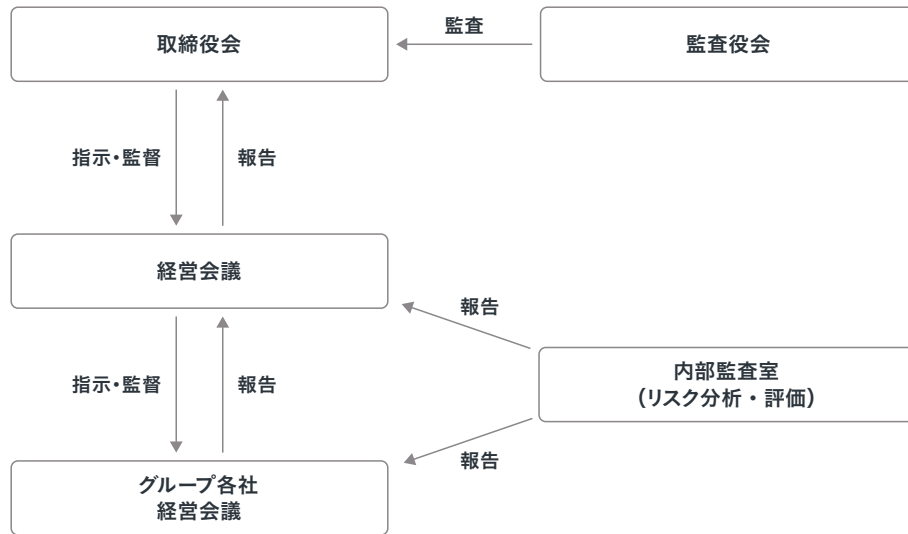 取締役会
監査
監査役会
指示・監督
報告
経営会議
報告
指示・監督
報告
内部監査室
(リスク分析・評価)
報告
グループ各社
経営会議